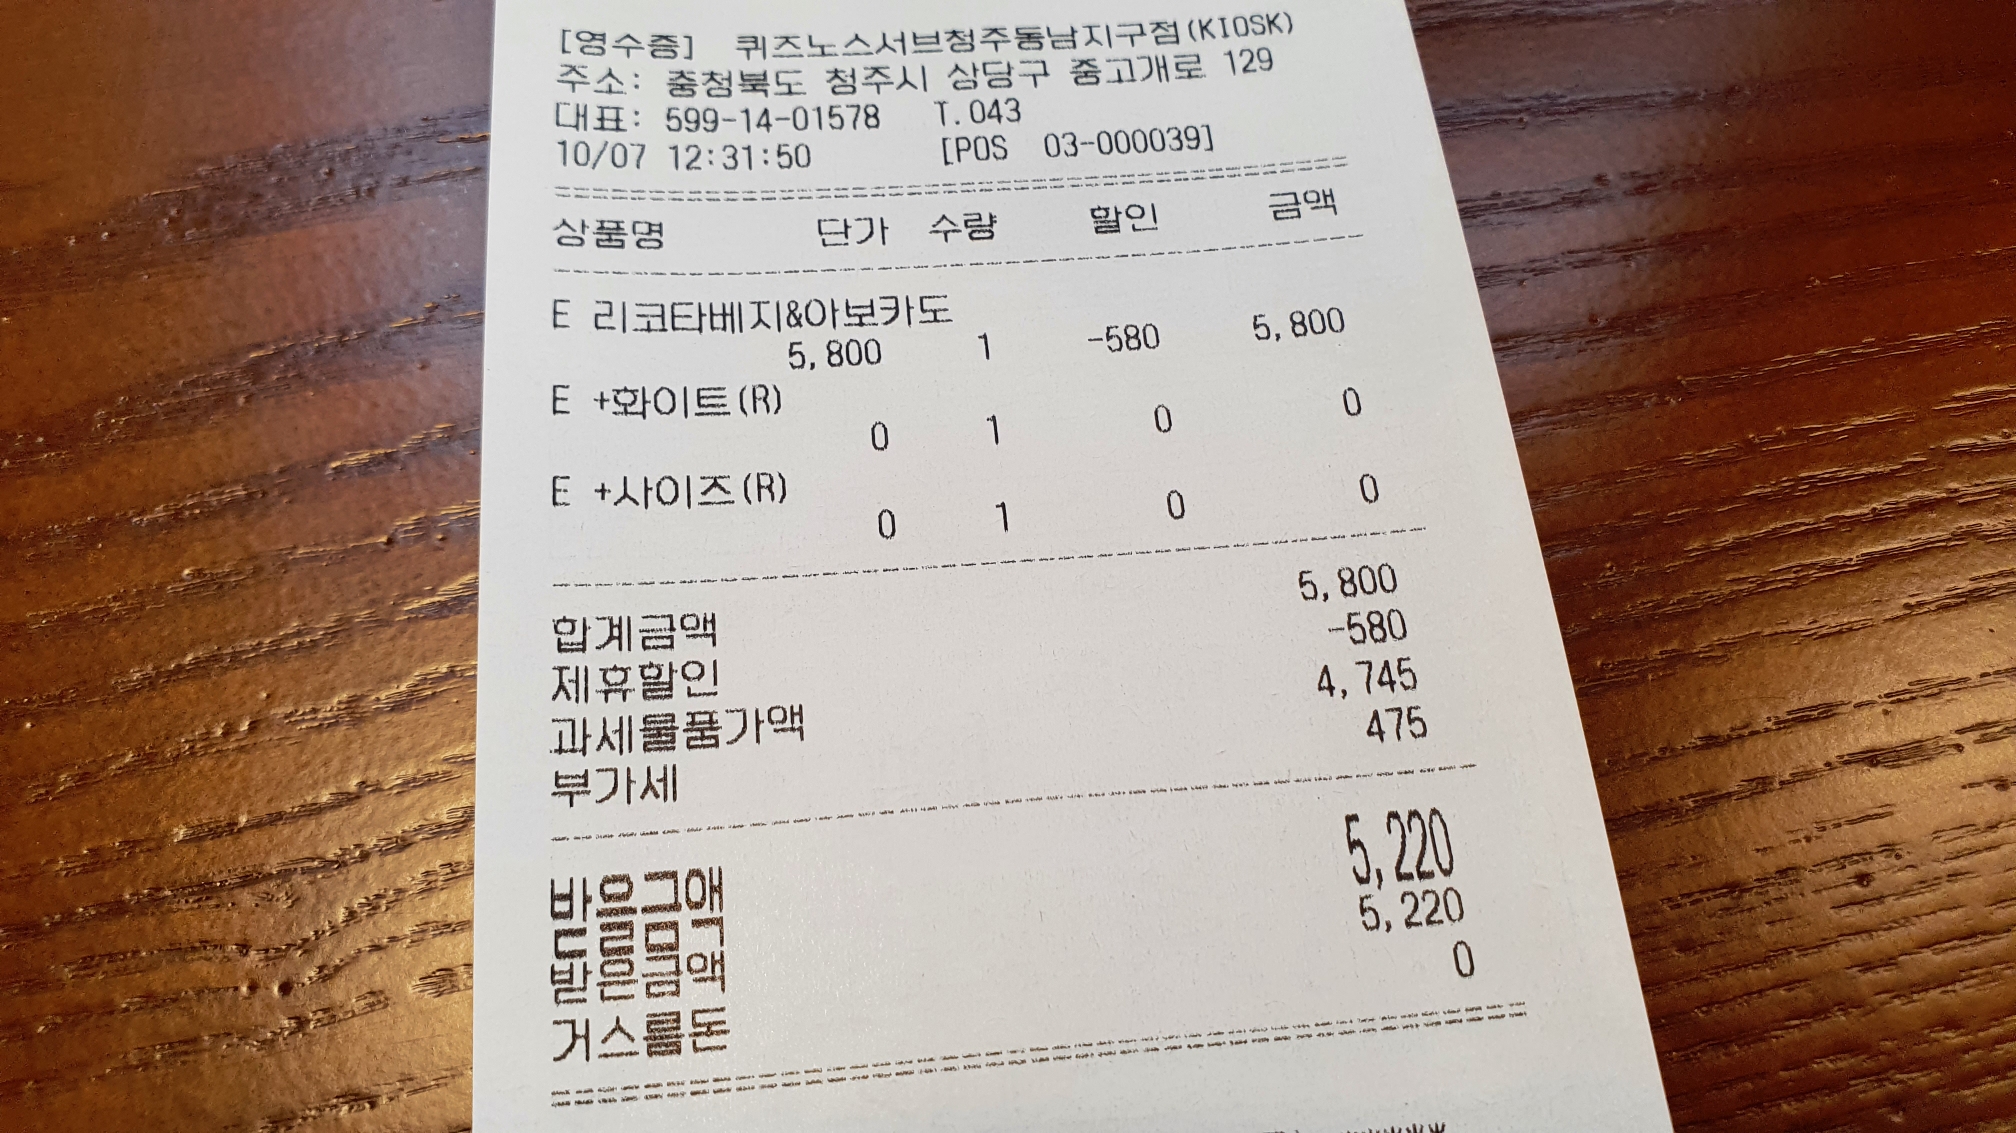 [영수증] 퀴즈노스서브청주동남지구점(KIOSK)
주소: 충청북도 청주시 상당구 중고개로 129
대표: 599-14-01578 T.043
10/07 12:31:50 [POS 03-000039]
상품명 단가 수량 할인 금액
E 리코타베지&아보카도
5,800 1 -580 5,800
E +화이트(R)
0 1 0 0
E +사이즈(R)
0 1 0 0
합계금액 5,800
제휴할인 -580
과세물품가액 4,745
부가세 475
받을금액 5,220
받은금액 5,220
거스름돈 0